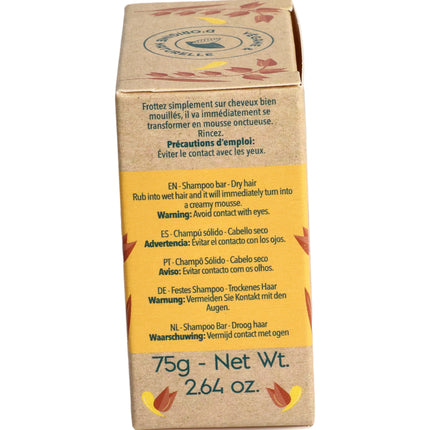 D'ORIGINE
NATURELLE
Frottez simplement sur cheveux bien
mouillés, il va immédiatement se
transformer en mousse onctueuse.
Rincez.
Précautions d'emploi:
Éviter le contact avec les yeux.
EN - Shampoo bar - Dry hair
Rub into wet hair and it will immediately turn into
a creamy mousse.
Warning: Avoid contact with eyes.
ES - Champú sólido - Cabello seco
Advertencia: Evitar el contacto con los ojos.
PT - Champô Sólido - Cabelo seco
Aviso: Evitar contacto com os olhos.
DE - Festes Shampoo - Trockenes Haar
Warnung: Vermeiden Sie Kontakt mit den
Augen.
NL - Shampoo Bar - Droog haar
Waarschuwing: Vermijd contact met ogen
75g - Net Wt.
2.64 oz.